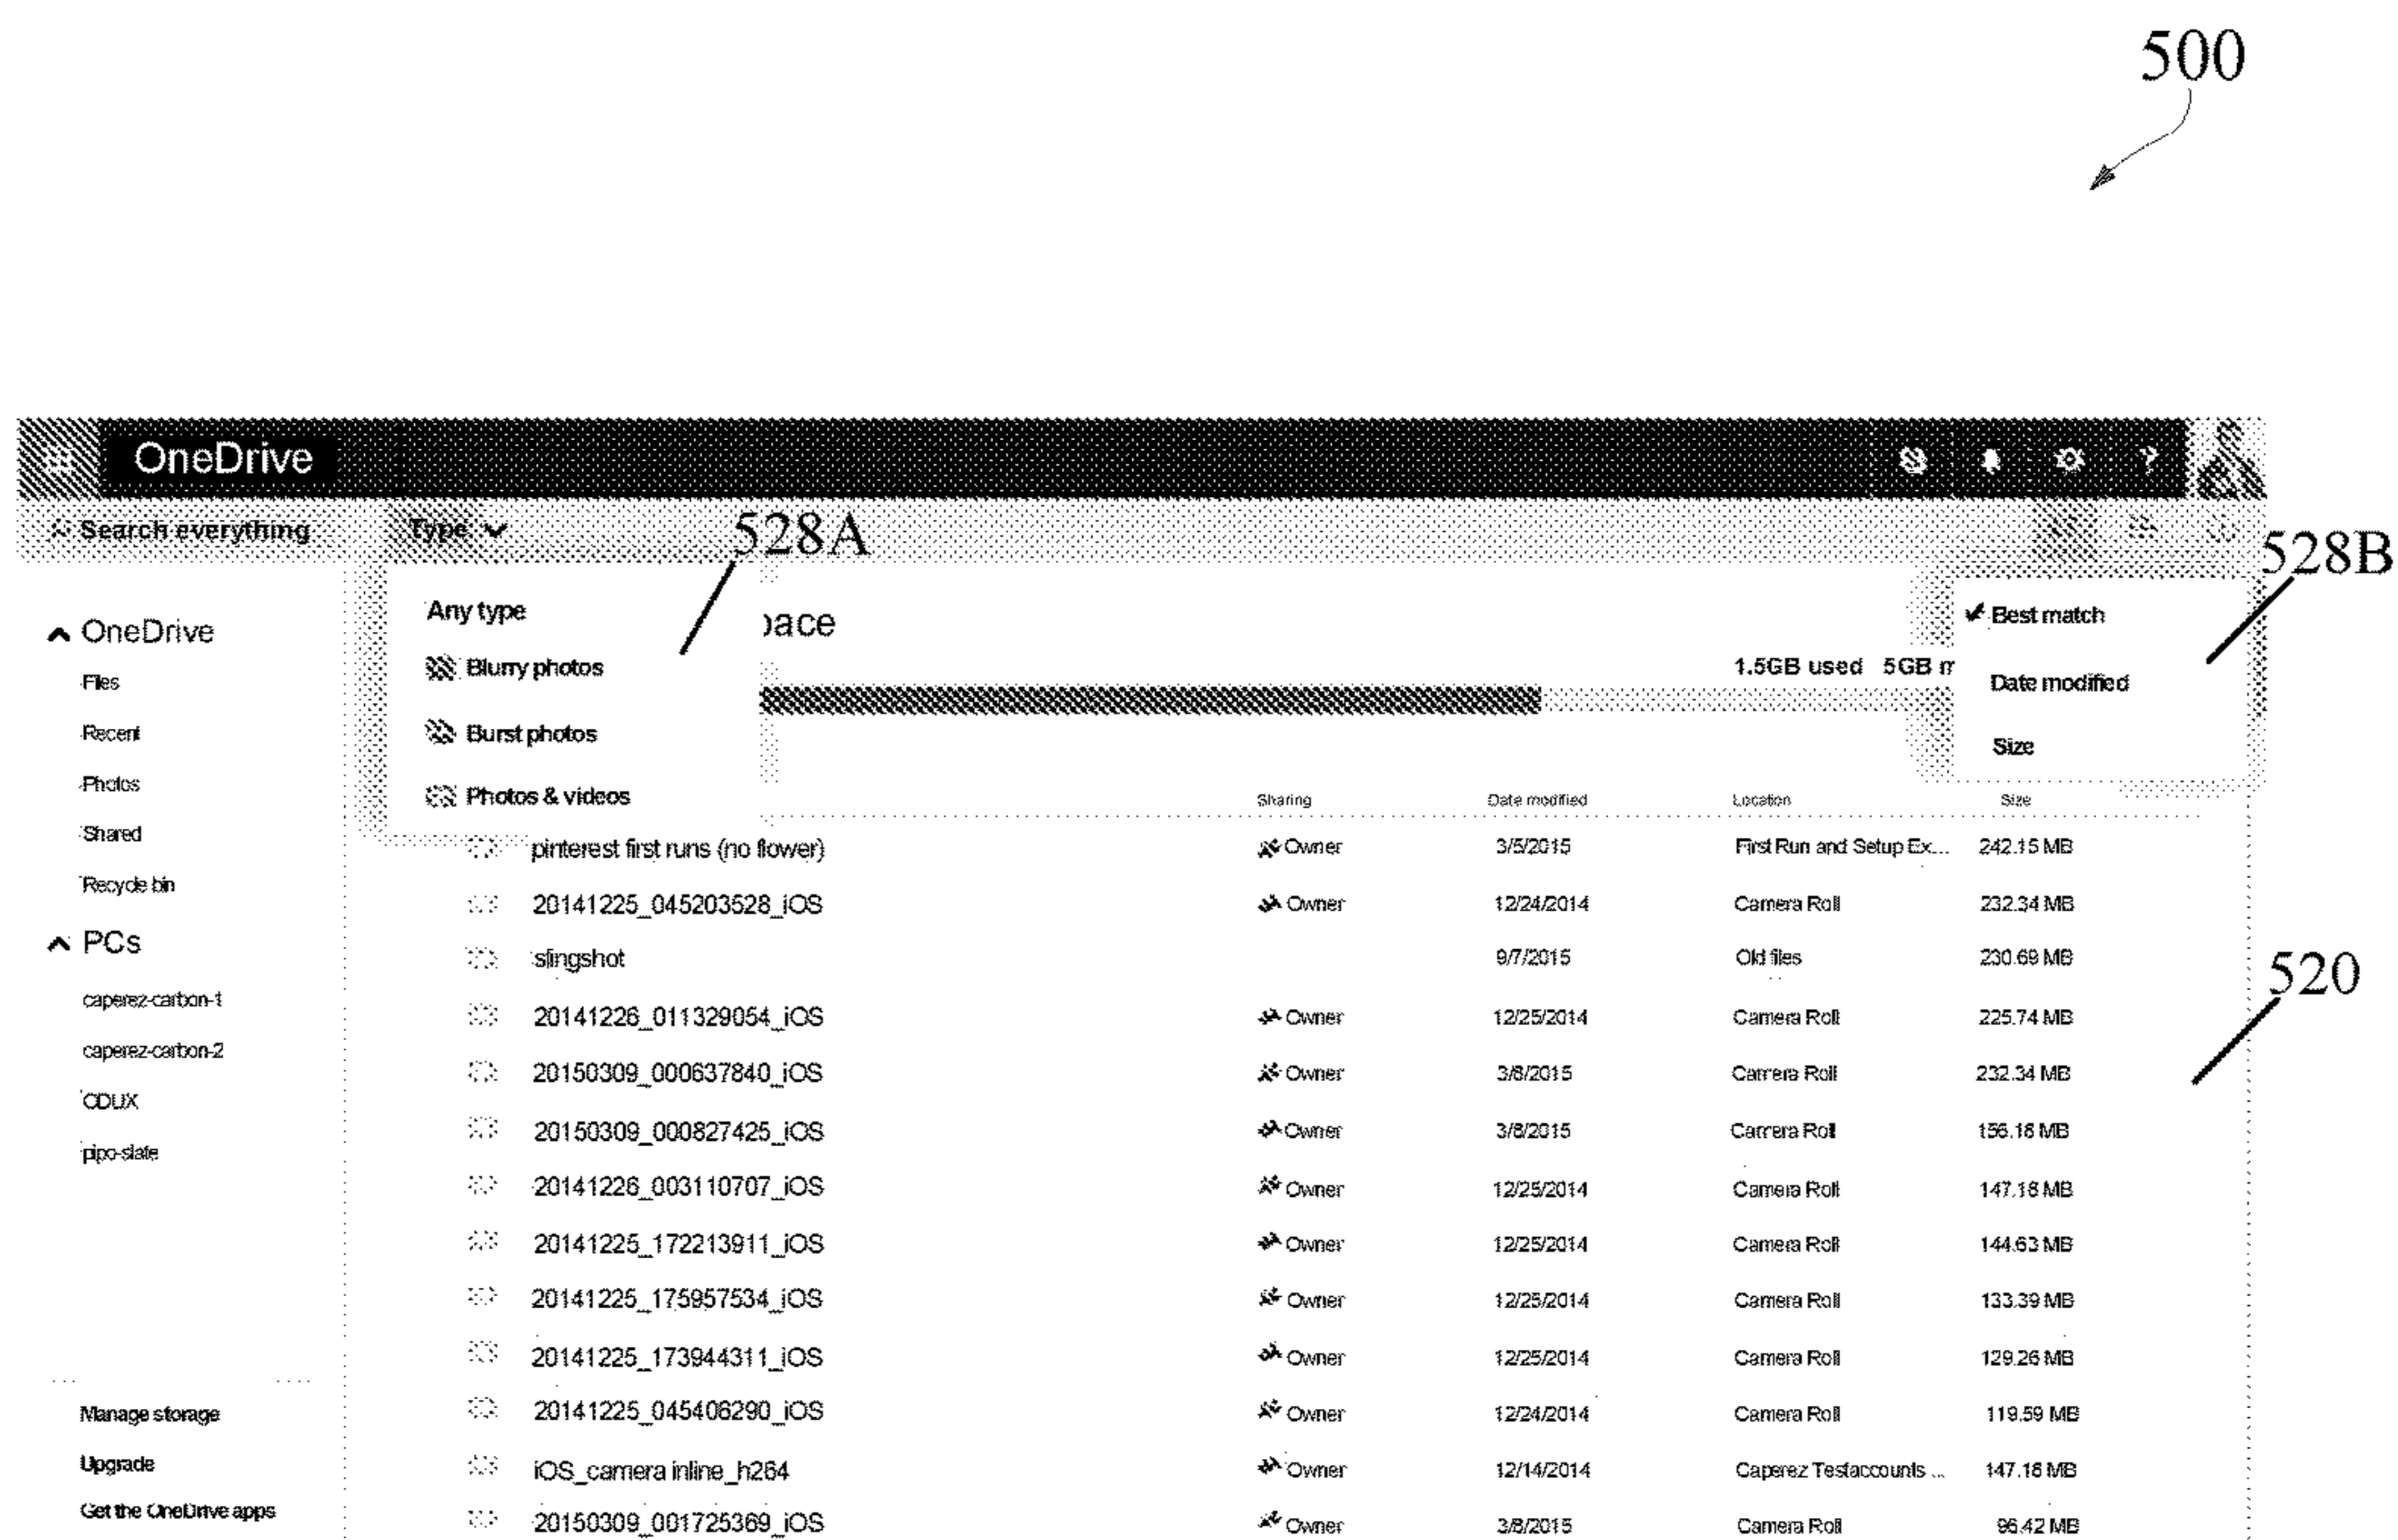 500
OneDrive ?
Search everything Type 528A
528B
Any type
Blurry photos
Burst photos
Photos & videos
pace
1.5GB used 5GB
Best match
Date modified
Size
OneDrive
Files
Recent
Photos
Shared
Recycle bin
PCs
caperez-carbon-1
caperez-carbon-2
CDUX
pipo-slate
Manage storage
Upgrade
Get the OneDrive apps
Sharing Date modified Location Size
pinterest first runs (no flower) Owner 3/5/2015 First Run and Setup Ex... 242.15 MB
20141225_045203528_iOS Owner 12/24/2014 Camera Roll 232.34 MB
slingshot 9/7/2015 Old files 230.69 MB
520
20141226_011329054_iOS Owner 12/25/2014 Camera Roll 225.74 MB
20150309_000637840_iOS Owner 3/8/2015 Camera Roll 232.34 MB
20150309_000827425_iOS Owner 3/8/2015 Camera Roll 156.18 MB
20141226_003110707_iOS Owner 12/25/2014 Camera Roll 147.18 MB
20141225_172213911_iOS Owner 12/25/2014 Camera Roll 144.63 MB
20141225_175957534_iOS Owner 12/25/2014 Camera Roll 133.39 MB
20141225_173944311_iOS Owner 12/25/2014 Camera Roll 129.26 MB
20141225_045406290_iOS Owner 12/24/2014 Camera Roll 119.59 MB
iOS_camera inline_h264 Owner 12/14/2014 Caperez Testaccounts ... 147.18 MB
20150309_001725369_iOS Owner 3/8/2015 Camera Roll 96.42 MB